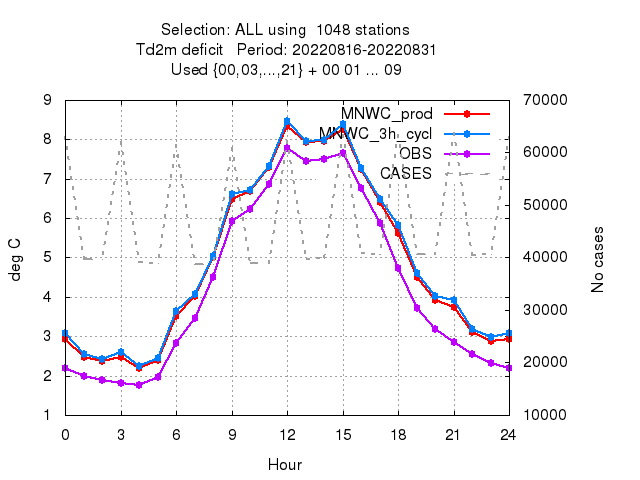 Selection: ALL using  1048 stations
Td2m deficit   Period: 20220816-20220831
Used {00,03,...,21} + 00 01 ... 09
MNWC_prod
MNWC_3h_cycl
OBS
CASES
9
8
7
6
5
4
3
2
1
70000
60000
50000
40000
30000
20000
10000
deg C
No cases
0 3 6 9 12 15 18 21 24
Hour